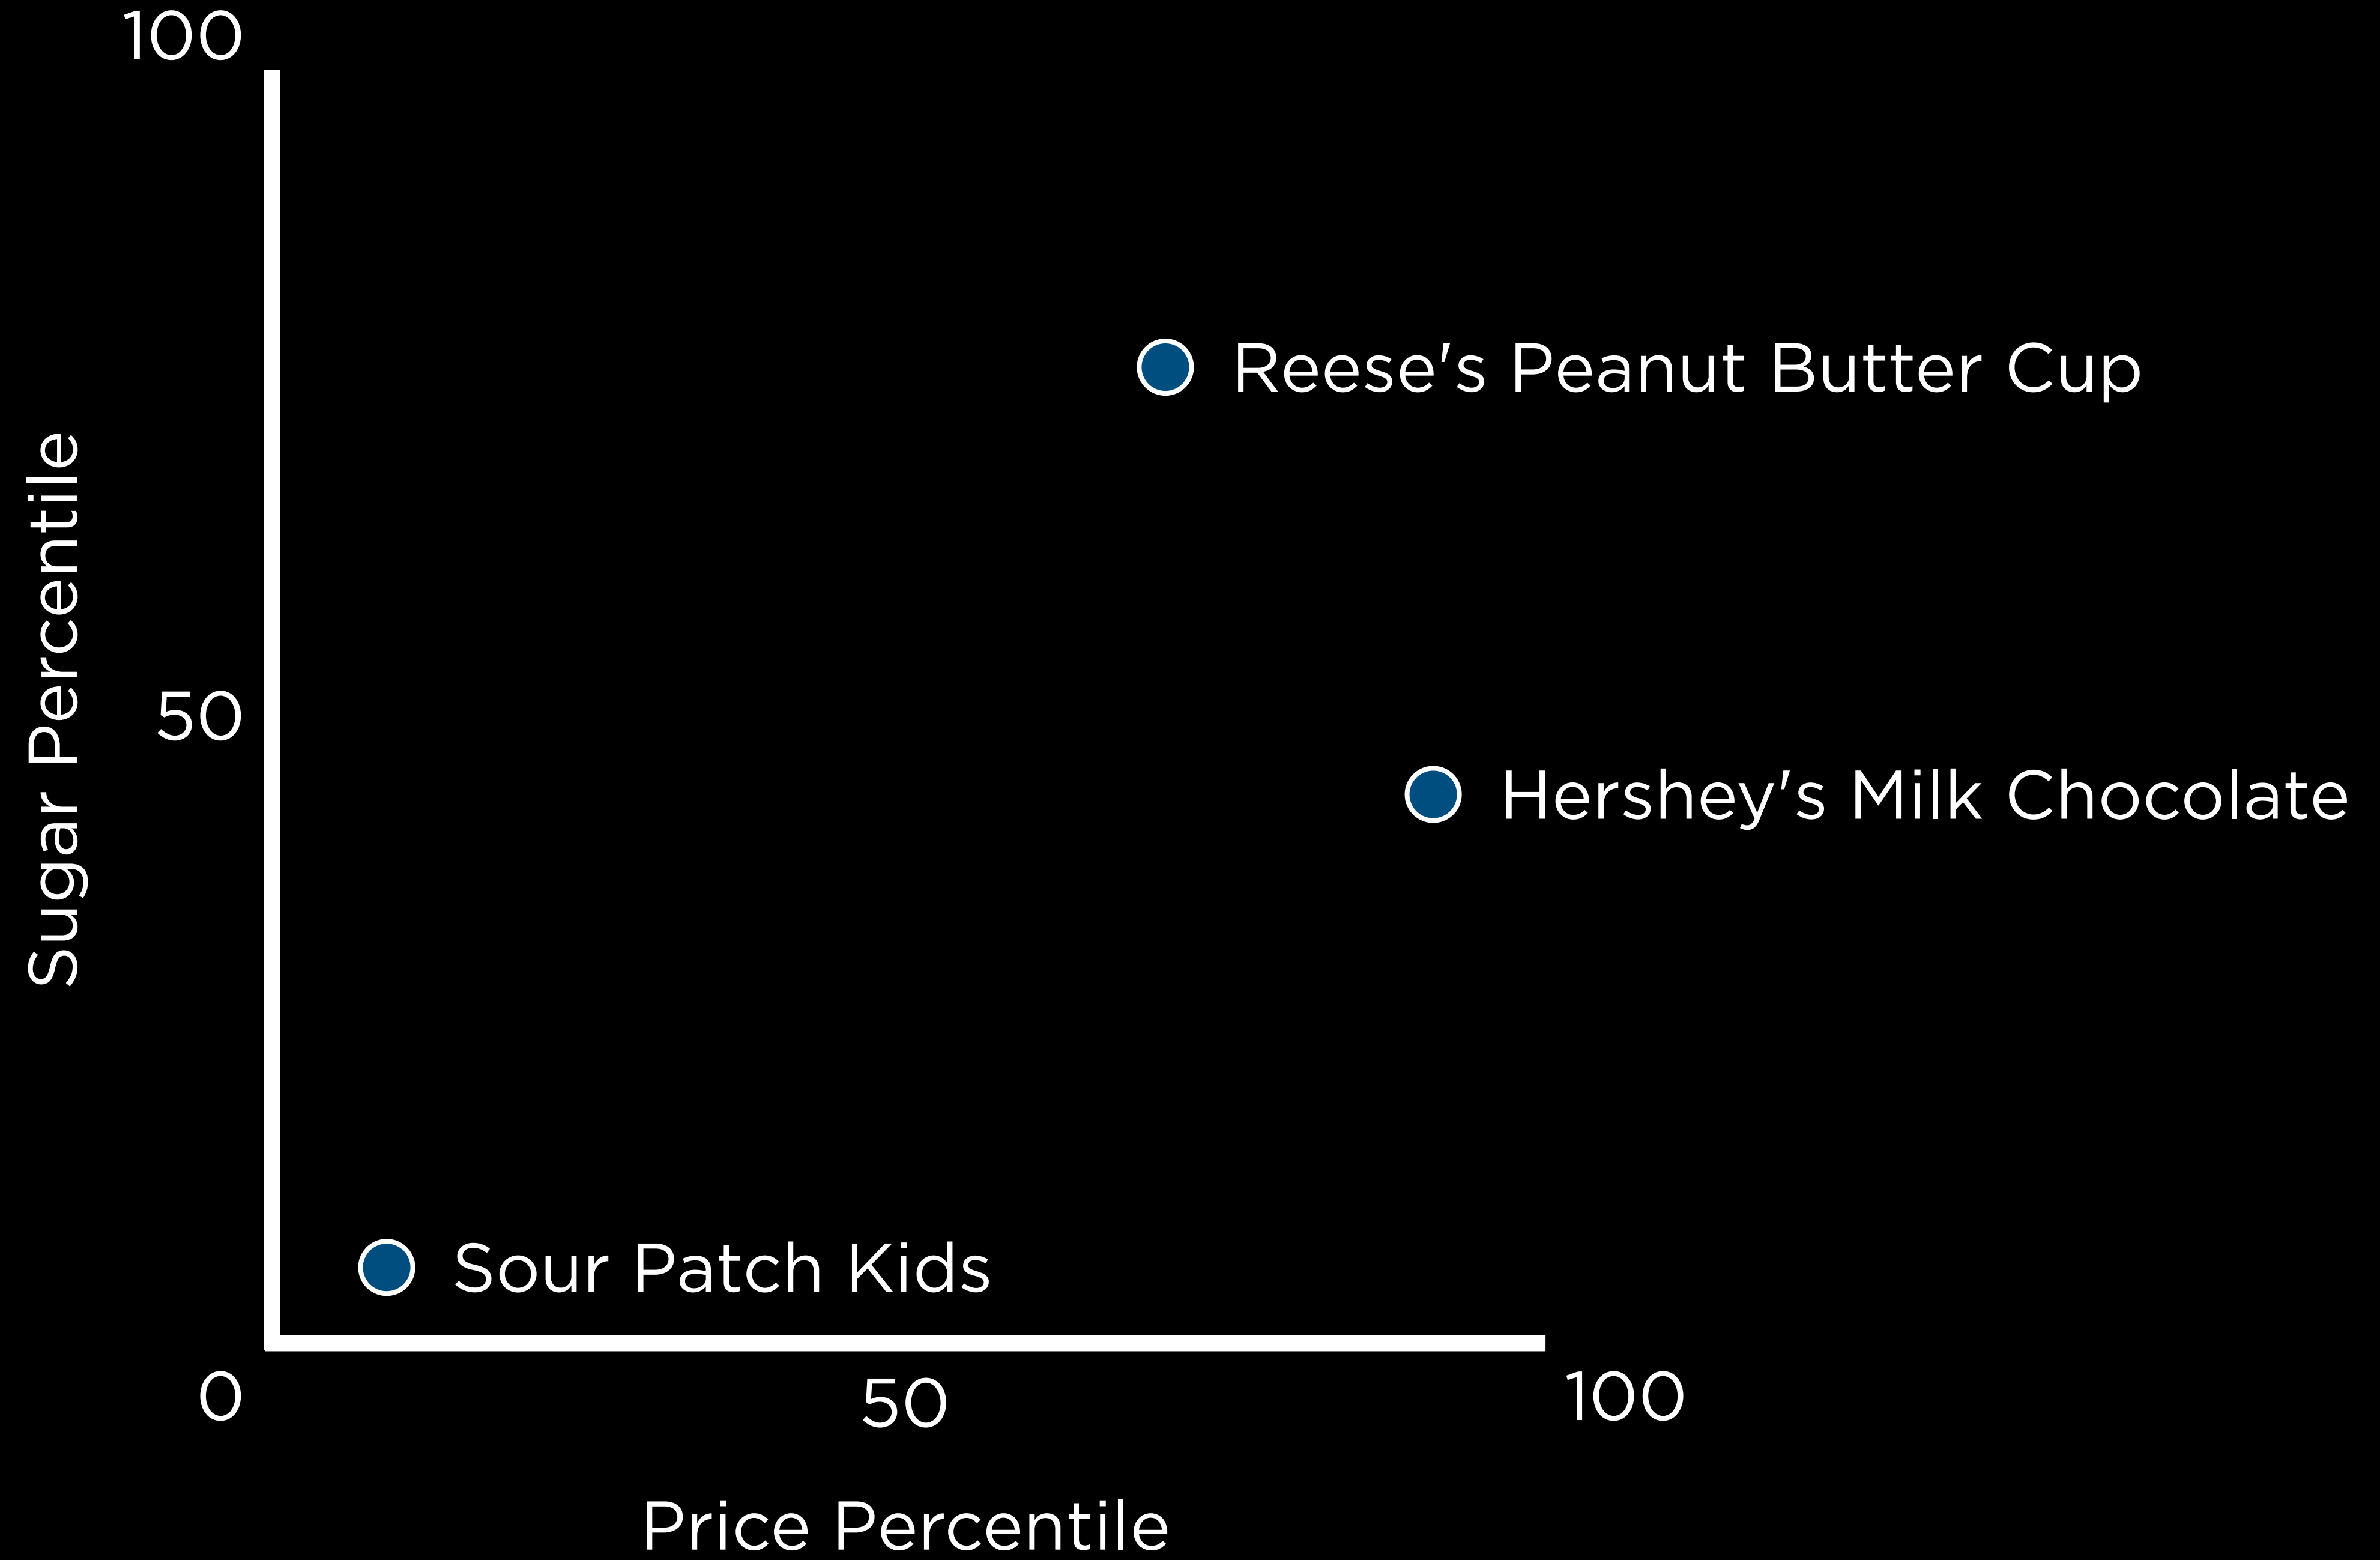 100
Reese's Peanut Butter Cup
Sugar Percentile
50
Hershey's Milk Chocolate
Sour Patch Kids
0
50
100
Price Percentile